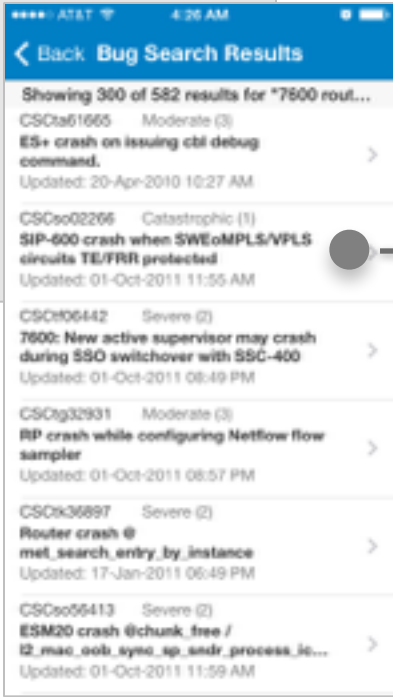 AT&T 4:26 AM
Back Bug Search Results
Showing 300 of 582 results for "7600 rout...
CSCta61665 Moderate (3)
ES+ crash on issuing cbl debug
command.
Updated: 20-Apr-2010 10:27 AM
CSCso02266 Catastrophic (1)
SIP-600 crash when SWEoMPLS/VPLS
circuits TE/FRR protected
Updated: 01-Oct-2011 11:55 AM
CSCtf06442 Severe (2)
7600: New active supervisor may crash
during SSO switchover with SSC-400
Updated: 01-Oct-2011 08:49 PM
CSCtg32931 Moderate (3)
RP crash while configuring Netflow flow
sampler
Updated: 01-Oct-2011 08:57 PM
CSCtk36897 Severe (2)
Router crash @
met_search_entry_by_instance
Updated: 17-Jan-2011 06:49 PM
CSCso56413 Severe (2)
ESM20 crash @chunk_free /
l2_mac_oob_sync_sp_sndr_process_ic...
Updated: 01-Oct-2011 11:59 AM